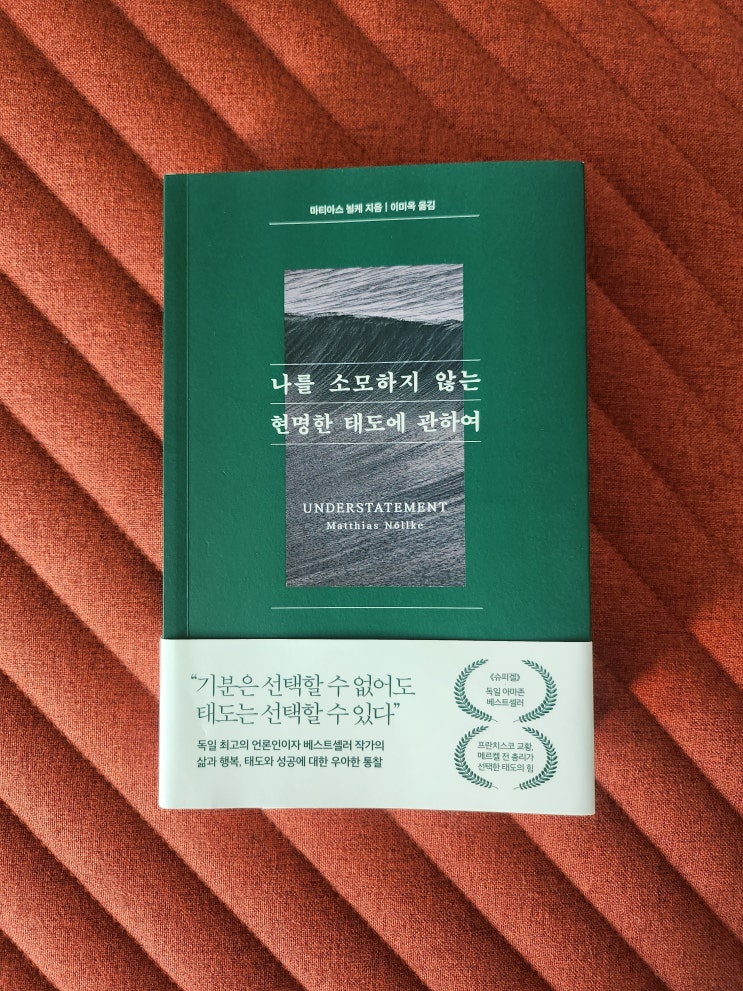 마티아스 뇔케 지음 | 이미옥 옮김
나를 소모하지 않는
현명한 태도에 관하여
UNDERSTATEMENT
Matthias Nöllke
“기분은 선택할 수 없어도
태도는 선택할 수 있다”
독일 최고의 언론인이자 베스트셀러 작가의
삶과 행복, 태도와 성공에 대한 우아한 통찰
《슈피겔》
독일 아마존
베스트셀러
프란치스코 교황,
메르켈 전 총리가
선택한 태도의 힘